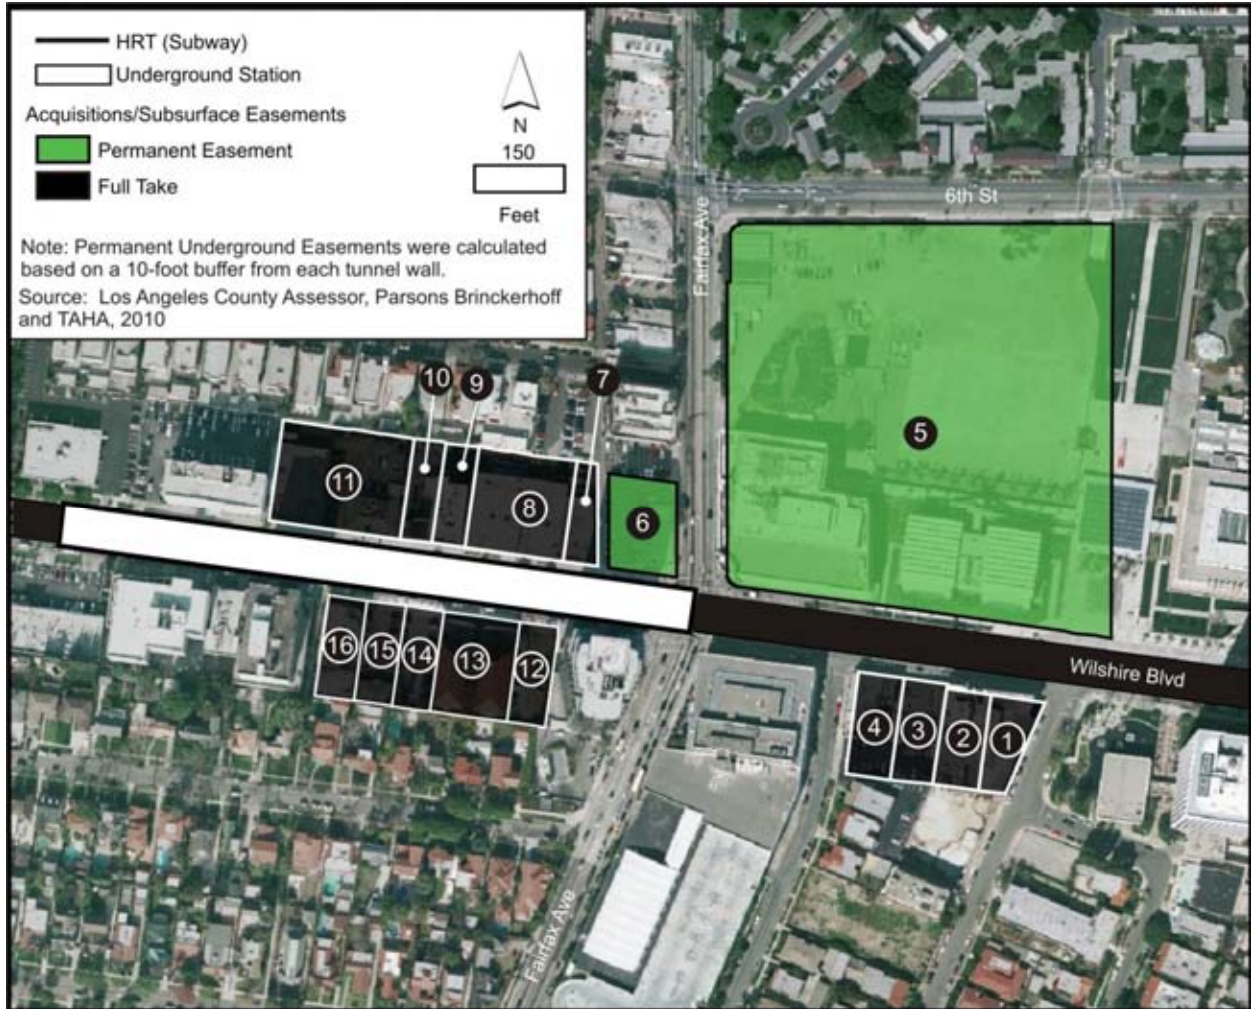 HRT (Subway)
Underground Station
Acquisitions/Subsurface Easements
Permanent Easement
Full Take
N
150
Feet
Note: Permanent Underground Easements were calculated
based on a 10-foot buffer from each tunnel wall.
Source: Los Angeles County Assessor, Parsons Brinckerhoff
and TAHA, 2010
6th St
Fairfax Ave
10
9
7
5
11
8
6
16
15
14
13
12
Wilshire Blvd
4
3
2
1
Fairfax Ave